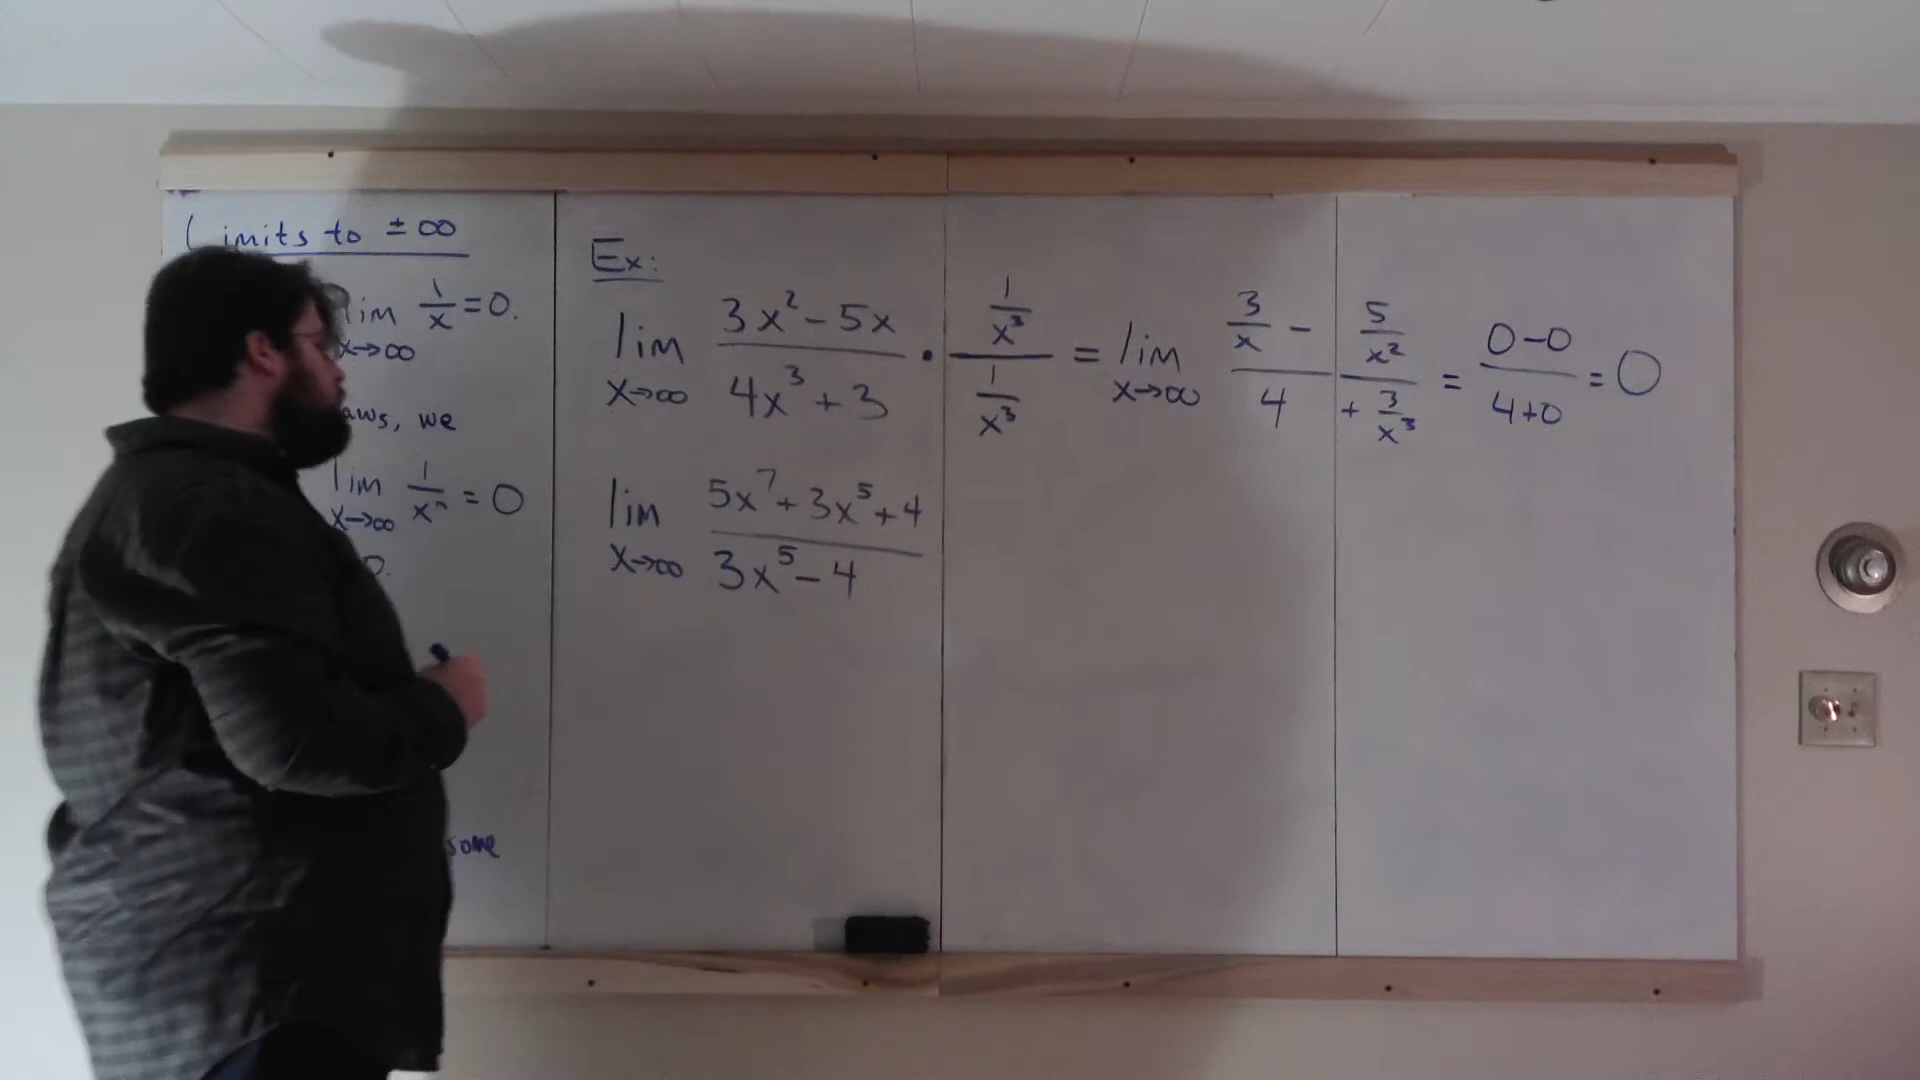 Limits to ±∞
lim 1/x = 0.
x→∞
aws, we
lim 1/xⁿ = 0
x→∞
0.
some
Ex:
lim (3x² - 5x)/(4x³ + 3) · (1/x³)/(1/x³) = lim (3/x - 5/x²)/(4 + 3/x³) = (0-0)/(4+0) = 0
x→∞ x→∞
lim (5x⁷ + 3x⁵ + 4)/(3x⁵ - 4)
x→∞